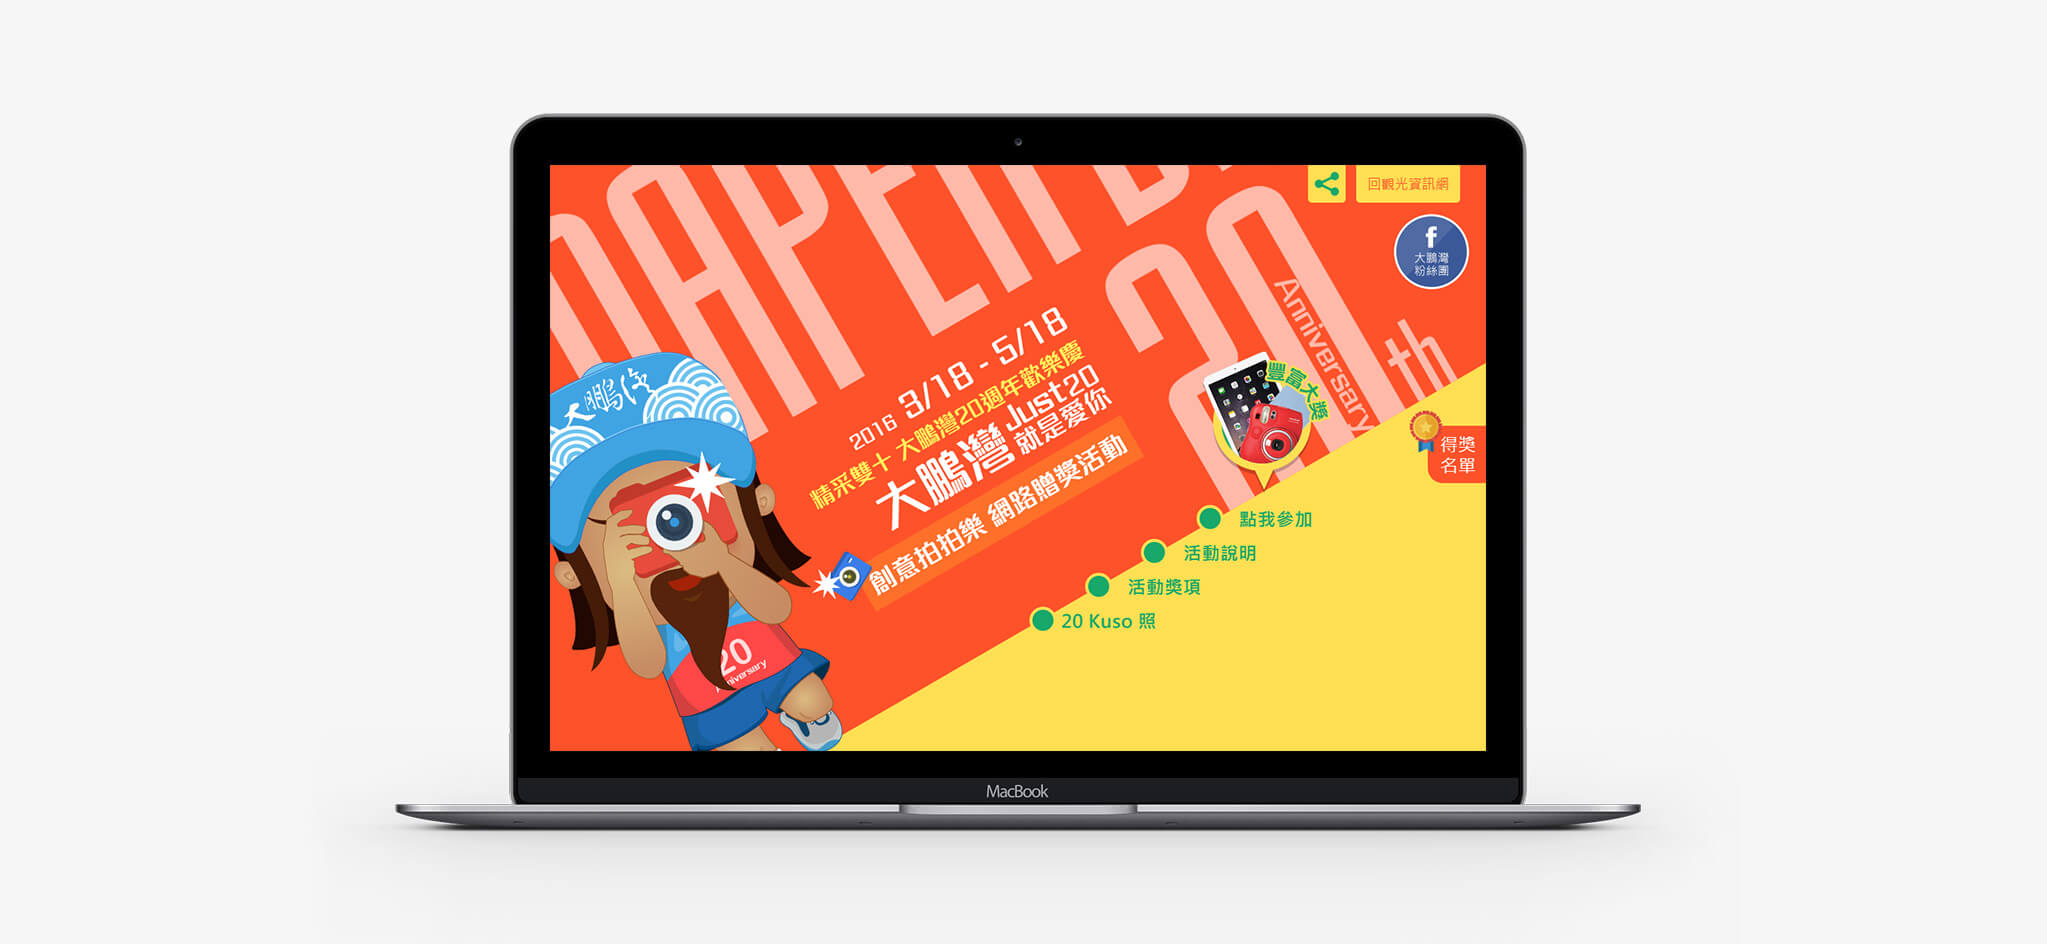 DAPEN B
20th
Anniversary
回觀光資訊網
f
大鵬灣
粉絲團
大鵬灣
2016 3/18 - 5/18
精采雙十 大鵬灣20週年歡樂慶
大鵬灣 Just20
就是愛你
創意拍拍樂 網路贈獎活動
豐富大獎
得獎
名單
點我參加
活動說明
活動獎項
20 Kuso 照
20
Anniversary
MacBook